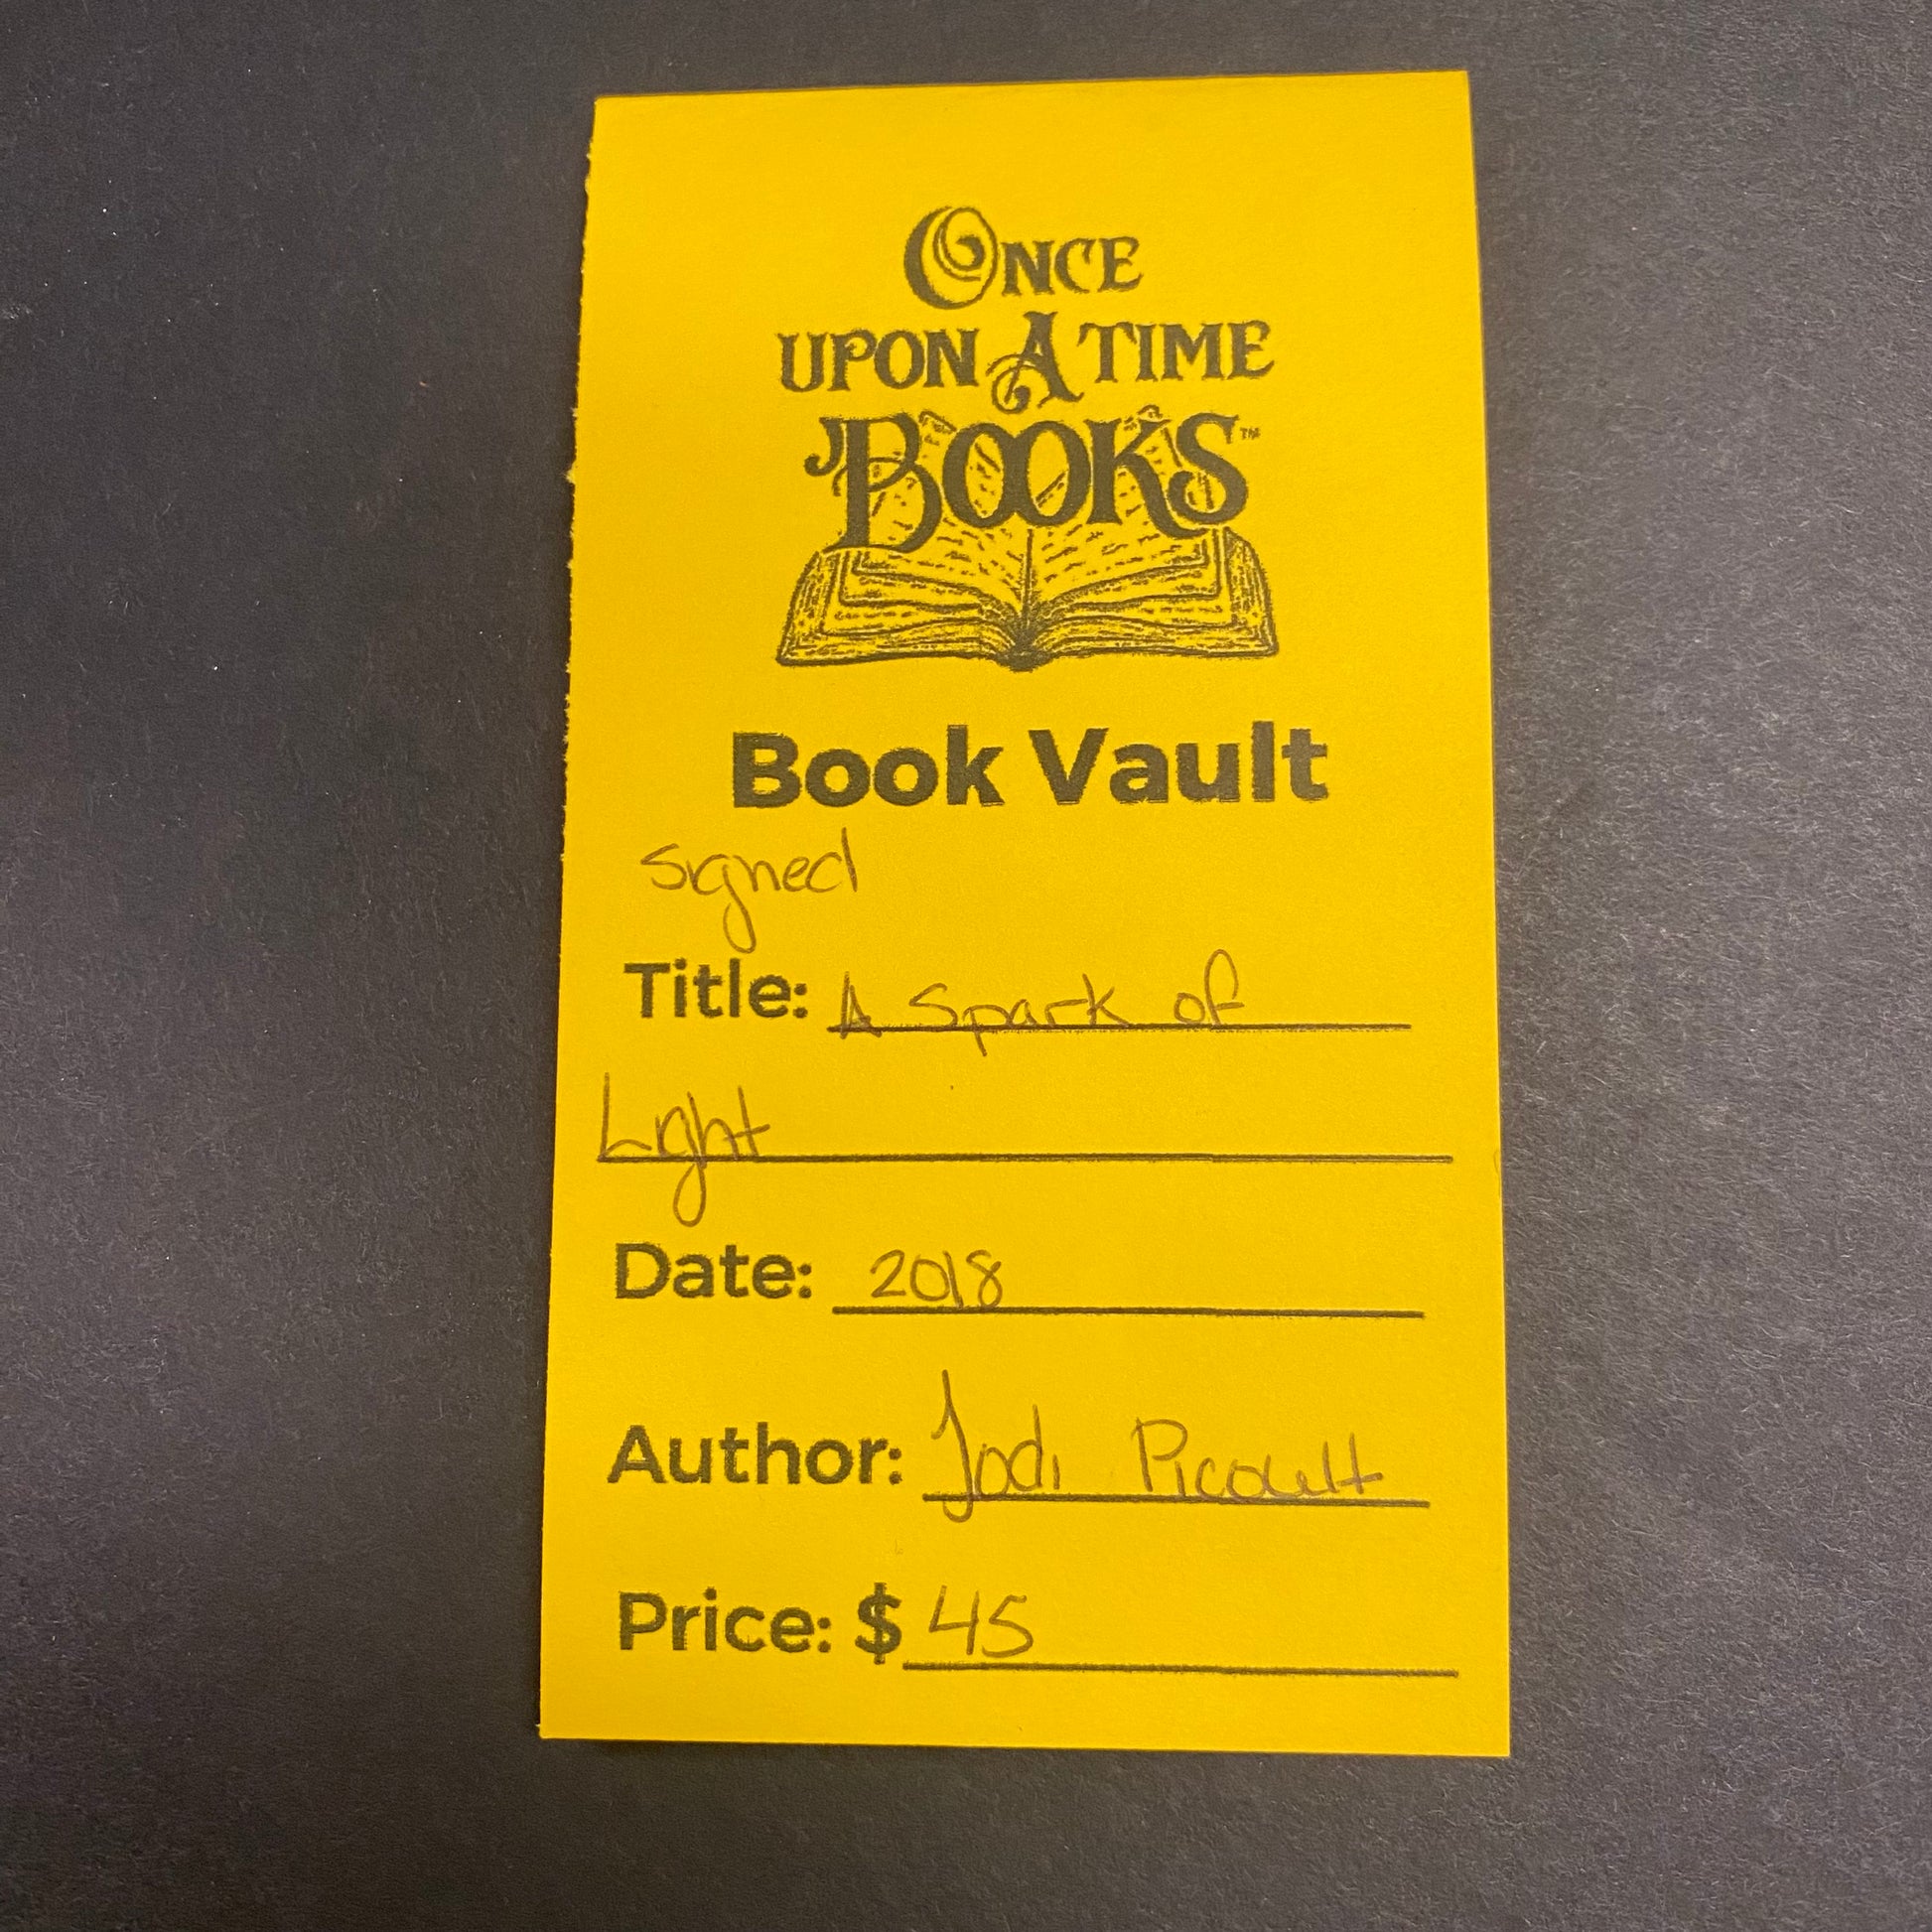 ONCE
UPON A TIME
BOOKS™
Book Vault
signed
Title: A Spark of
Light
Date: 2018
Author: Jodi Picoult
Price: $ 45